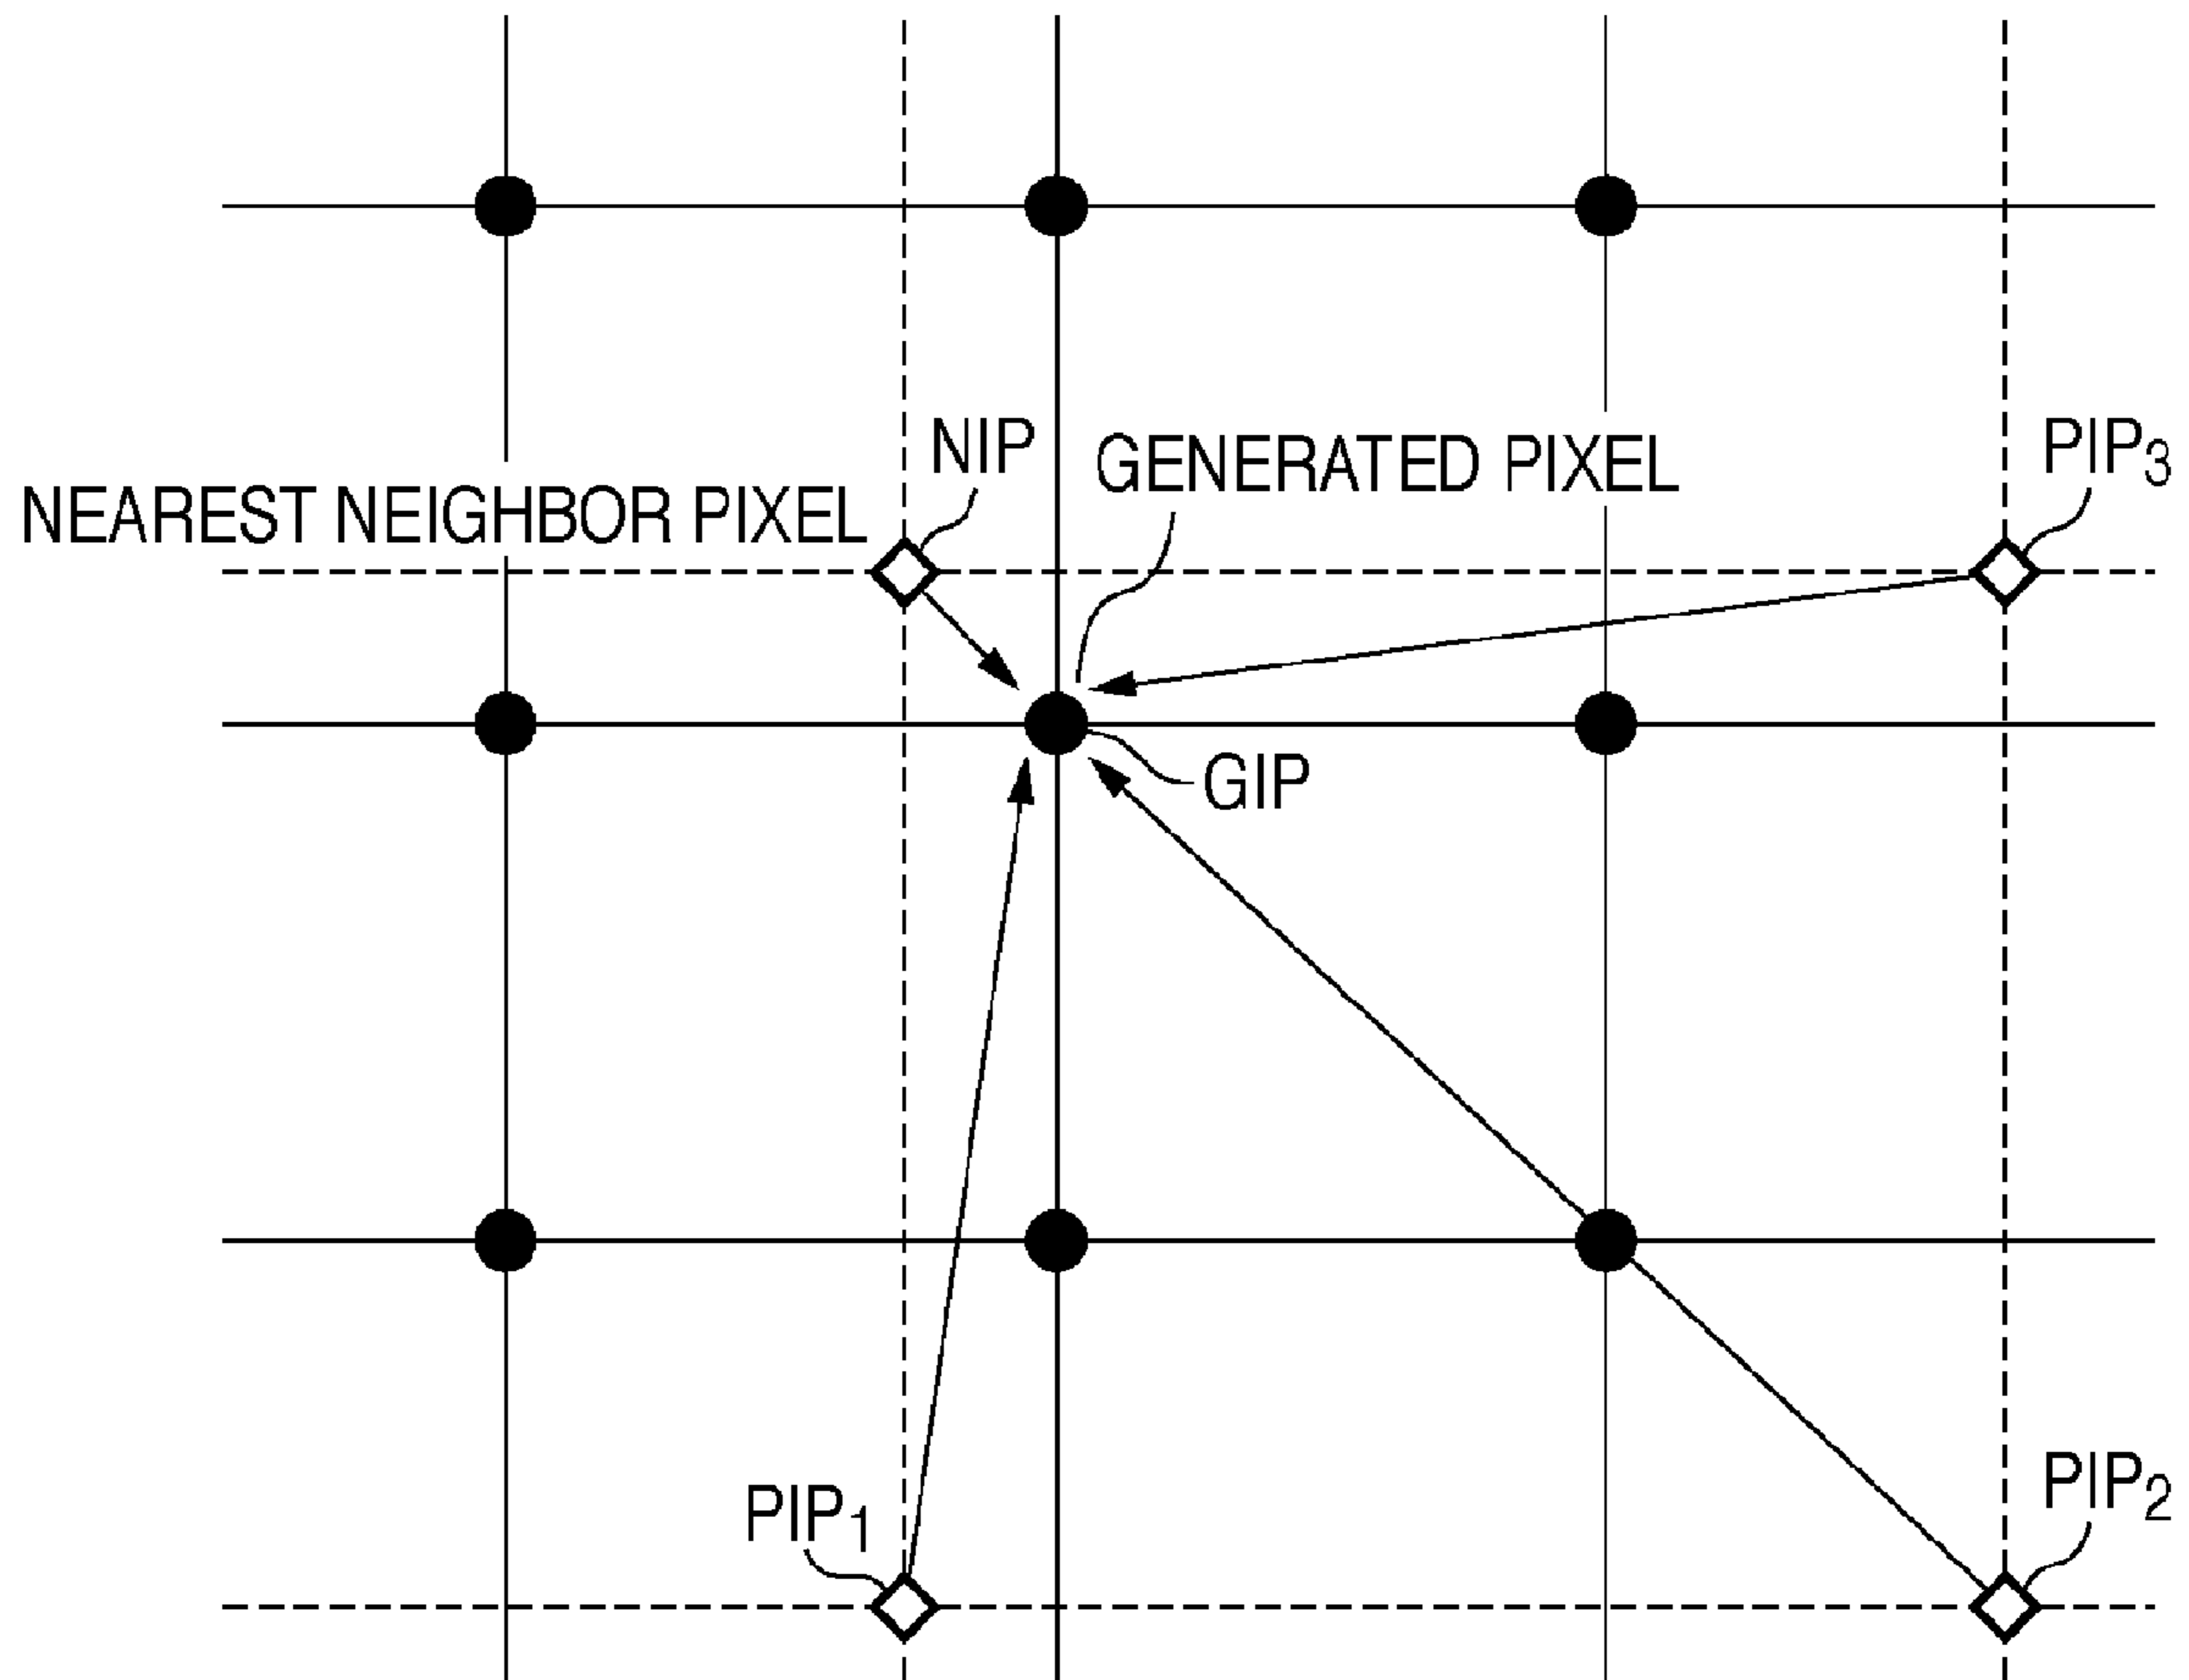 NIP
GENERATED PIXEL
PIP3
NEAREST NEIGHBOR PIXEL
GIP
PIP1
PIP2